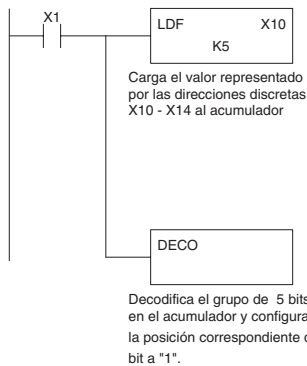 X1
LDF X10
K5
Carga el valor representado
por las direcciones discretas
X10 - X14 al acumulador
DECO
Decodifica el grupo de 5 bits
en el acumulador y configura
la posición correspondiente
bit a "1".